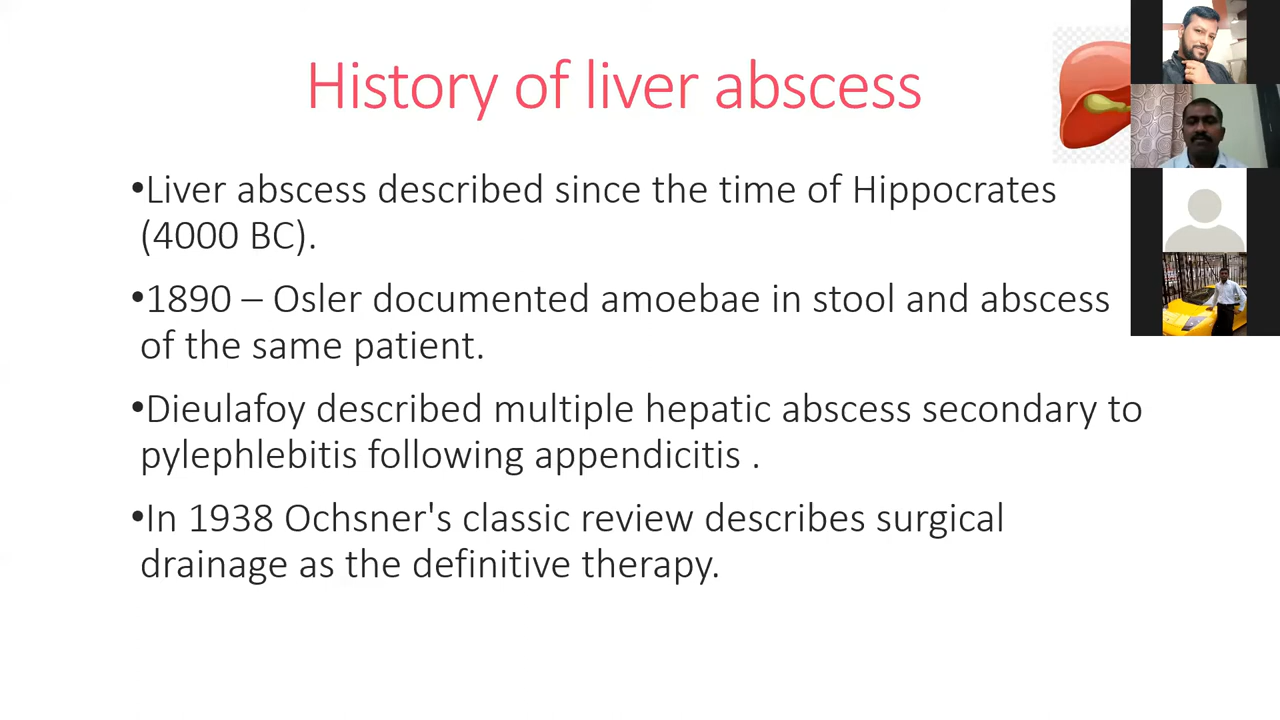 History of liver abscess
•Liver abscess described since the time of Hippocrates
(4000 BC).
•1890 – Osler documented amoebae in stool and abscess
of the same patient.
•Dieulafoy described multiple hepatic abscess secondary to
pylephlebitis following appendicitis .
•In 1938 Ochsner's classic review describes surgical
drainage as the definitive therapy.